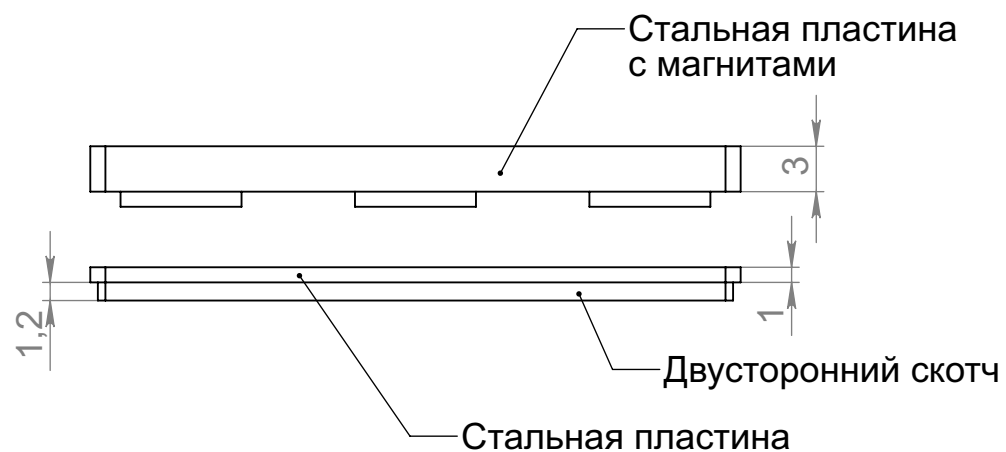 Стальная пластина
с магнитами
3
1,2
1
Двусторонний скотч
Стальная пластина